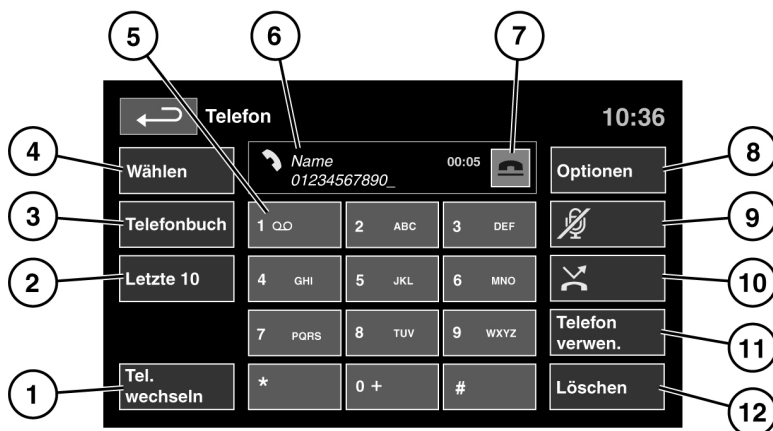 5
6
7
Telefon
10:36
4
Wählen
Name
00:05
01234567890_
Optionen
8
3
Telefonbuch
1
2 ABC
3 DEF
9
2
Letzte 10
4 GHI
5 JKL
6 MNO
10
7 PQRS
8 TUV
9 WXYZ
Telefon
verwen.
11
1
Tel.
wechseln
*
0 +
#
Löschen
12